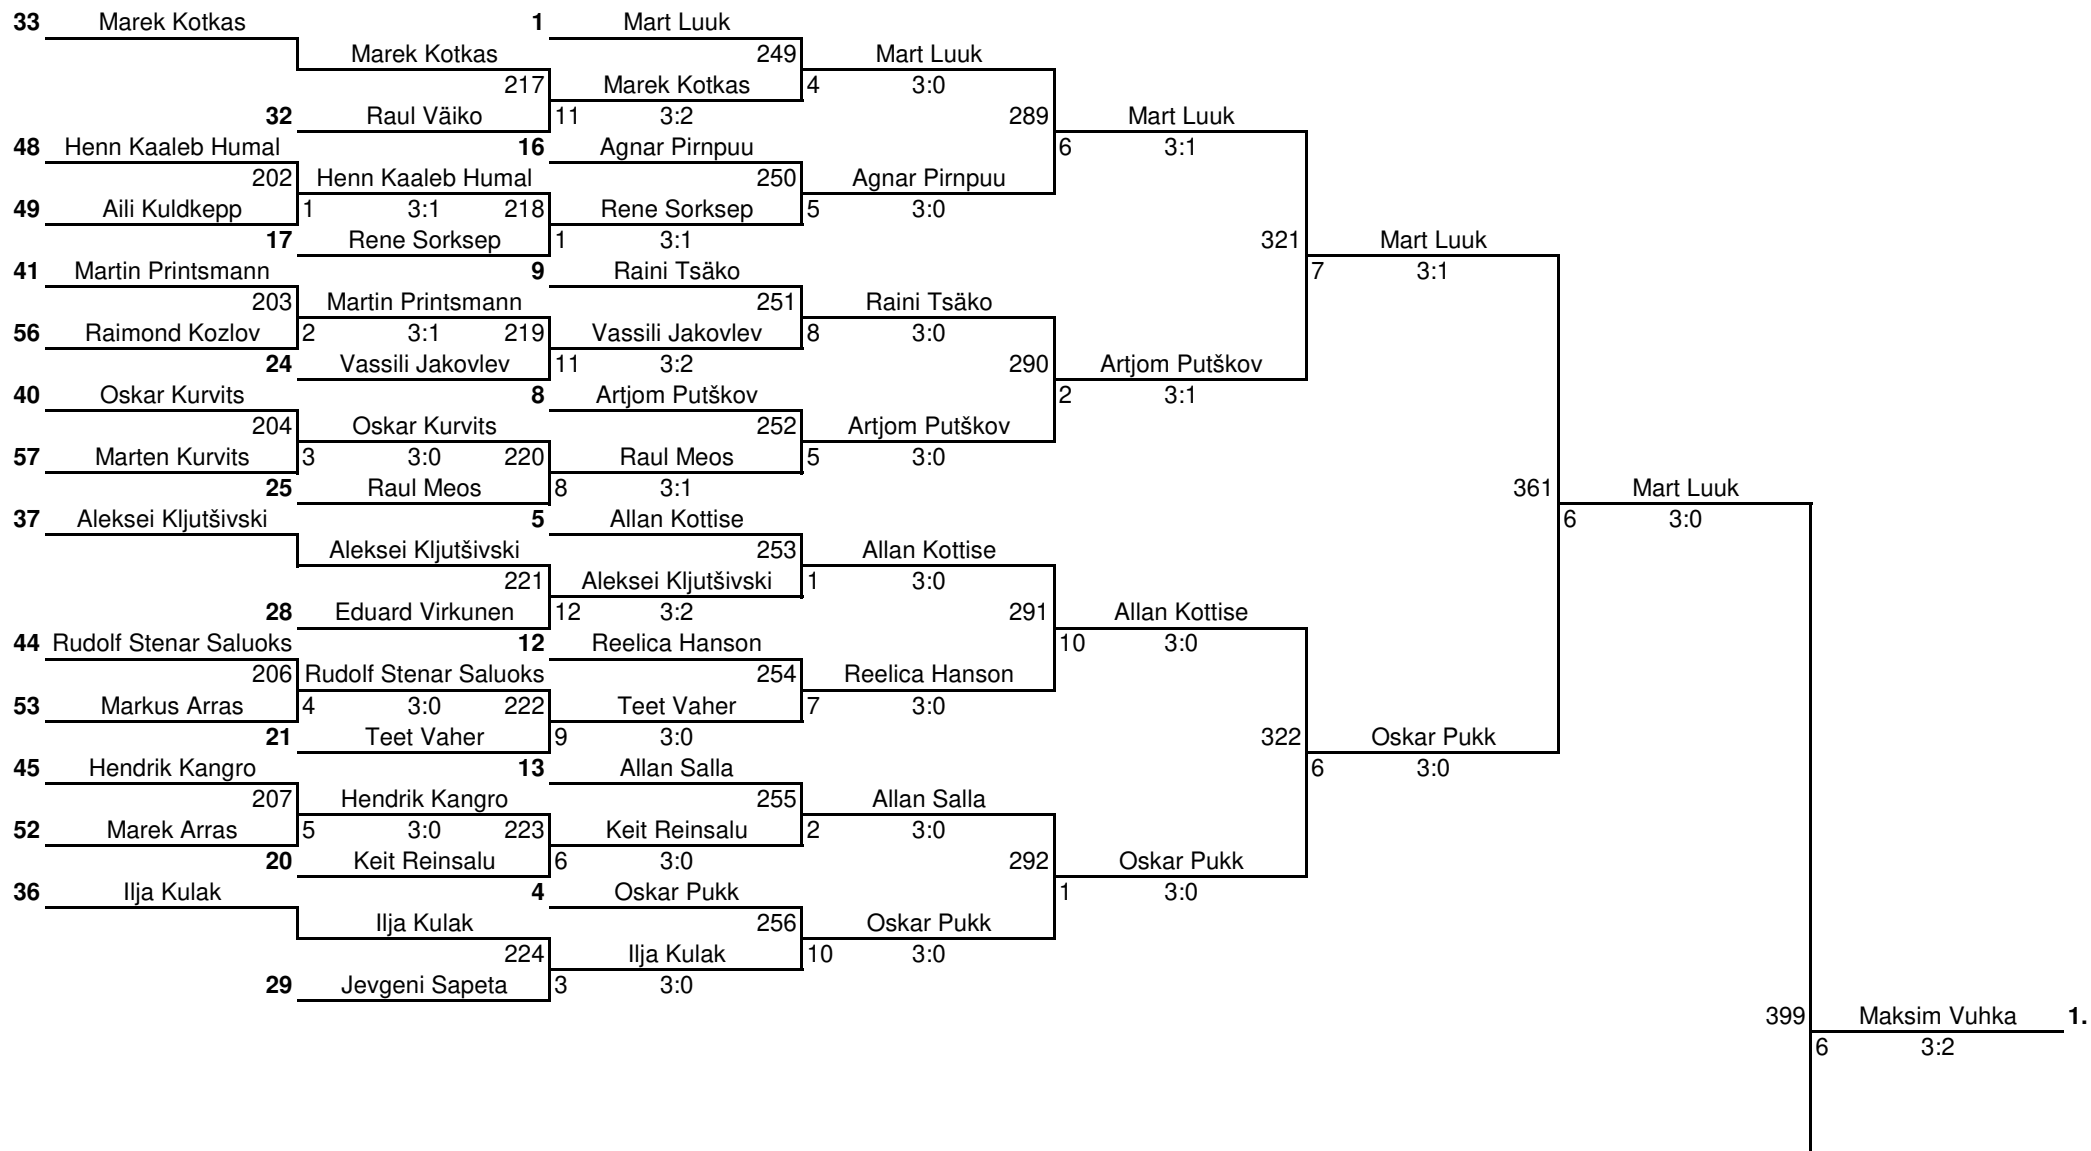 33 Marek Kotkas 1 Mart Luuk
Marek Kotkas 249 Mart Luuk
217 Marek Kotkas 4 3:0
32 Raul Väiko 11 3:2 289 Mart Luuk
48 Henn Kaaleb Humal 16 Agnar Pirnpuu 6 3:1
202 Henn Kaaleb Humal 250 Agnar Pirnpuu
49 Aili Kuldkepp 1 3:1 218 Rene Sorksep 5 3:0
17 Rene Sorksep 1 3:1 321 Mart Luuk
41 Martin Printsmann 9 Raini Tsäko 7 3:1
203 Martin Printsmann 251 Raini Tsäko
56 Raimond Kozlov 2 3:1 219 Vassili Jakovlev 8 3:0
24 Vassili Jakovlev 11 3:2 290 Artjom Putškov
40 Oskar Kurvits 8 Artjom Putškov 2 3:1
204 Oskar Kurvits 252 Artjom Putškov
57 Marten Kurvits 3 3:0 220 Raul Meos 5 3:0
25 Raul Meos 8 3:1 361 Mart Luuk
37 Aleksei Kljutšivski 5 Allan Kottise 6 3:0
Aleksei Kljutšivski 253 Allan Kottise
221 Aleksei Kljutšivski 1 3:0
28 Eduard Virkunen 12 3:2 291 Allan Kottise
44 Rudolf Stenar Saluoks 12 Reelica Hanson 10 3:0
206 Rudolf Stenar Saluoks 254 Reelica Hanson
53 Markus Arras 4 3:0 222 Teet Vaher 7 3:0
21 Teet Vaher 9 3:0 322 Oskar Pukk
45 Hendrik Kangro 13 Allan Salla 6 3:0
207 Hendrik Kangro 255 Allan Salla
52 Marek Arras 5 3:0 223 Keit Reinsalu 2 3:0
20 Keit Reinsalu 6 3:0 292 Oskar Pukk
36 Ilja Kulak 4 Oskar Pukk 1 3:0
Ilja Kulak 256 Oskar Pukk
224 Ilja Kulak 10 3:0
29 Jevgeni Sapeta 3 3:0
399 Maksim Vuhka 1.
6 3:2